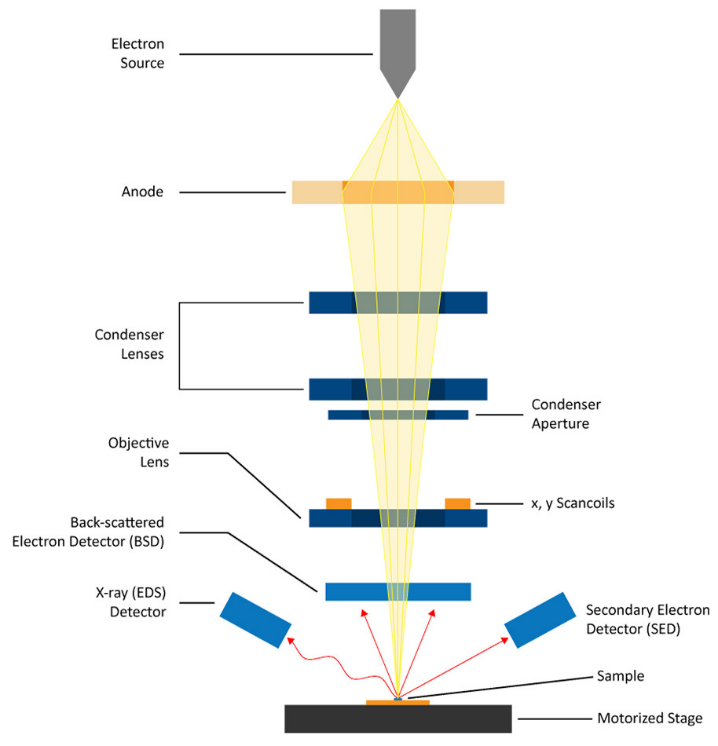 Electron
Source
Anode
Condenser
Lenses
Condenser
Aperture
Objective
Lens
x, y Scancoils
Back-scattered
Electron Detector (BSD)
X-ray (EDS)
Detector
Secondary Electron
Detector (SED)
Sample
Motorized Stage